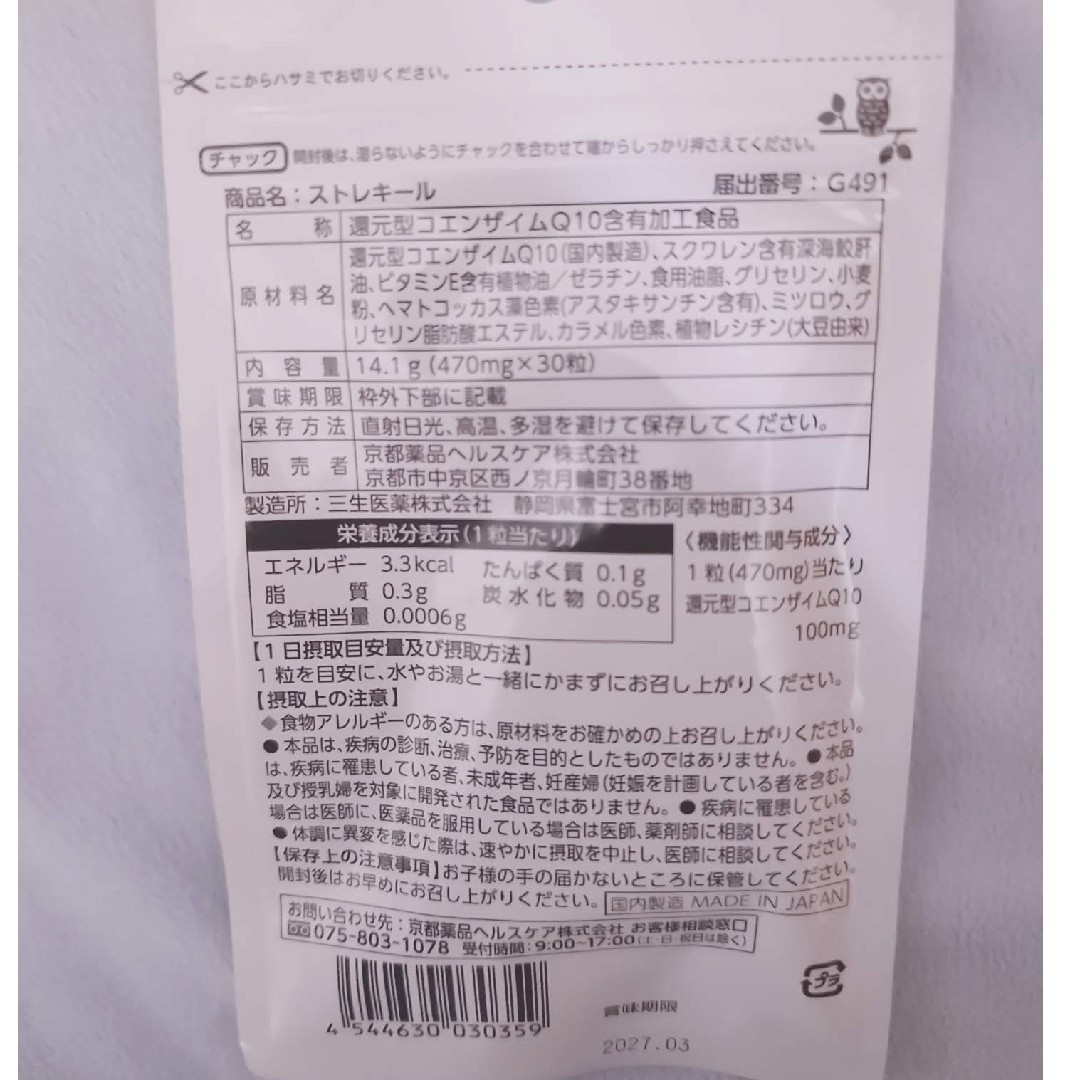 ここからハサミでお切りください。
チャック 開封後は、湿らないようにチャックを合わせて端からしっかり押さえてください。
商品名：ストレキール 届出番号：G491
名称 還元型コエンザイムQ10含有加工食品
原材料名 還元型コエンザイムQ10(国内製造)、スクワレン含有深海鮫肝
油、ビタミンE含有植物油／ゼラチン、食用油脂、グリセリン、小麦
粉、ヘマトコッカス藻色素(アスタキサンチン含有)、ミツロウ、グ
リセリン脂肪酸エステル、カラメル色素、植物レシチン(大豆由来)
内容量 14.1g (470mg×30粒)
賞味期限 枠外下部に記載
保存方法 直射日光、高温、多湿を避けて保存してください。
販売者 京都薬品ヘルスケア株式会社
京都市中京区西ノ京月輪町38番地
製造所：三生医薬株式会社 静岡県富士宮市阿幸地町334
栄養成分表示(1粒当たり)
エネルギー 3.3kcal たんぱく質 0.1g
脂質 0.3g 炭水化物 0.05g
食塩相当量 0.0006g
〈機能性関与成分〉
1粒(470mg)当たり
還元型コエンザイムQ10
100mg
【1日摂取目安量及び摂取方法】
1粒を目安に、水やお湯と一緒にかまずにお召し上がりください。
【摂取上の注意】
◆食物アレルギーのある方は、原材料をお確かめの上お召し上がりください。
●本品は、疾病の診断、治療、予防を目的としたものではありません。●本品
は、疾病に罹患している者、未成年者、妊産婦(妊娠を計画している者を含む。)
及び授乳婦を対象に開発された食品ではありません。●疾病に罹患している
場合は医師に、医薬品を服用している場合は医師、薬剤師に相談してください。
●体調に異変を感じた際は、速やかに摂取を中止し、医師に相談してください。
【保存上の注意事項】お子様の手の届かないところに保管してください。
開封後はお早めにお召し上がりください。 国内製造 MADE IN JAPAN
お問い合わせ先：京都薬品ヘルスケア株式会社 お客様相談窓口
075-803-1078 受付時間：9:00~17:00(土・日・祝日は除く)
4 544630 030359
プラ
賞味期限
2027.03